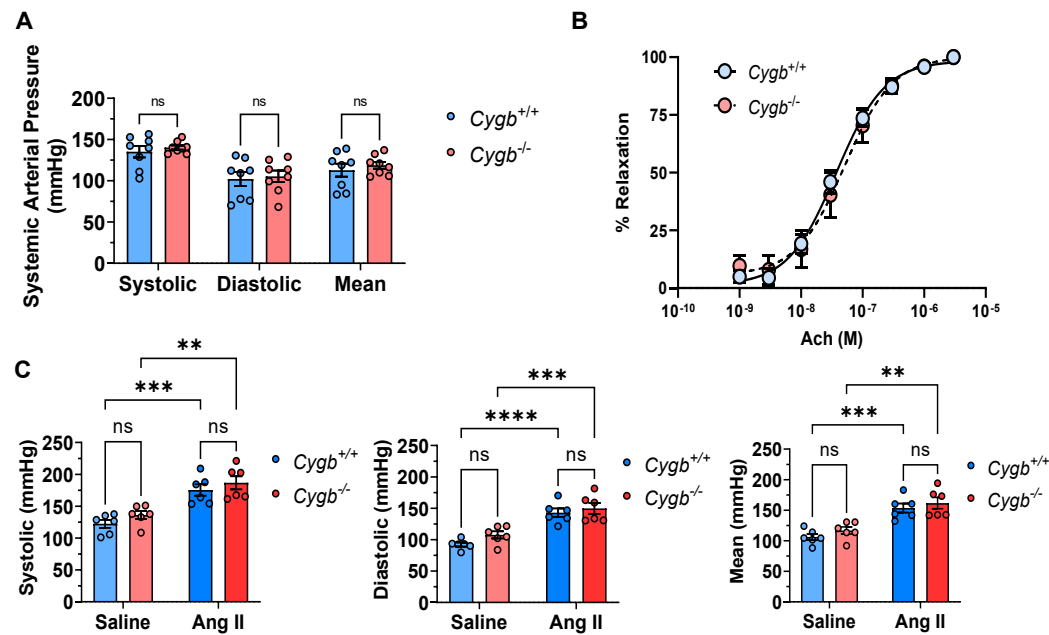 A
Systemic Arterial Pressure
(mmHg)
200
150
100
50
0
ns
ns
ns
Systolic
Diastolic
Mean
Cygb+/+
Cygb-/-
B
% Relaxation
100
75
50
25
0
10-10
10-9
10-8
10-7
10-6
10-5
Ach (M)
Cygb+/+
Cygb-/-
C
Systolic (mmHg)
250
200
150
100
50
0
**
***
ns
ns
Saline
Ang II
Cygb+/+
Cygb-/-
Diastolic (mmHg)
250
200
150
100
50
0
***
****
ns
ns
Saline
Ang II
Cygb+/+
Cygb-/-
Mean (mmHg)
250
200
150
100
50
0
**
***
ns
ns
Saline
Ang II
Cygb+/+
Cygb-/-